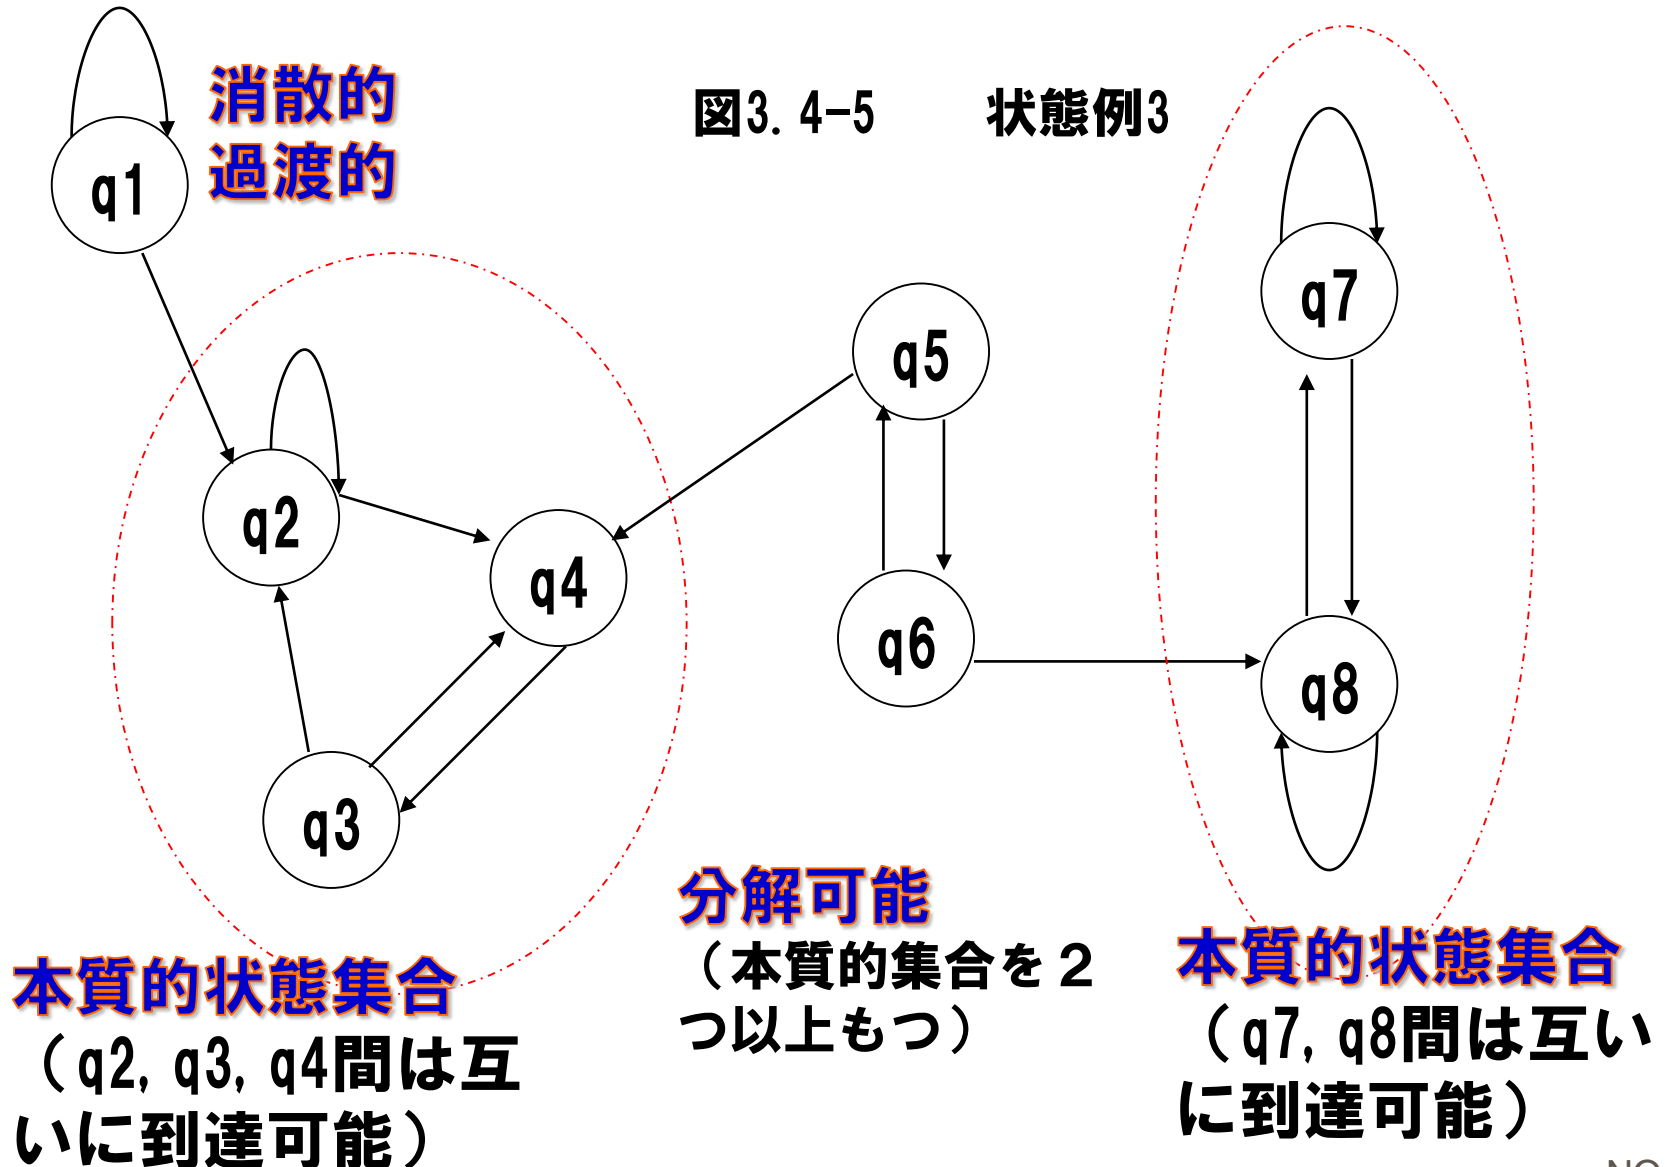 図3.4-5 状態例3
消散的
過渡的
q1
q2
q3
q4
q5
q6
q7
q8
本質的状態集合
（q2,q3,q4間は互
いに到達可能）
分解可能
（本質的集合を２
つ以上もつ）
本質的状態集合
（q7,q8間は互い
に到達可能）